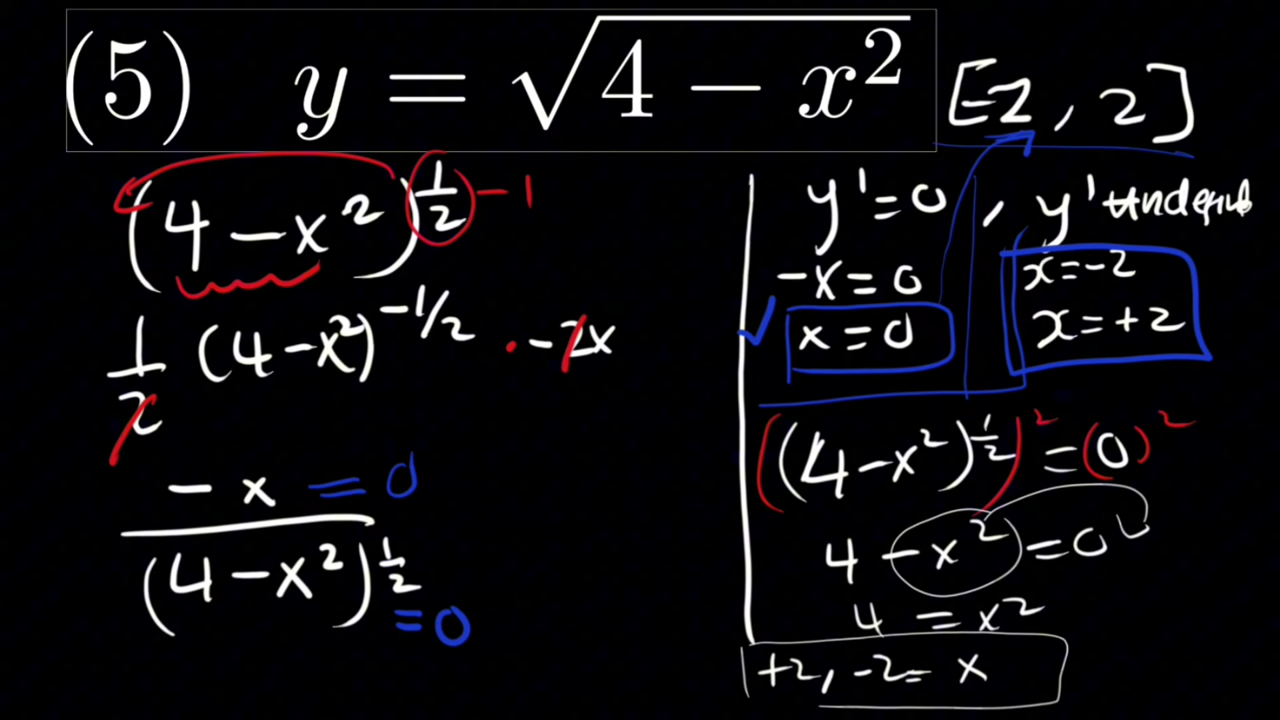 (5) y = √(4 − x²) [-2, 2]
(4 − x²)^(1/2) − 1
1/2 (4 − x²)^(-1/2) · -2x
-x = 0
(4 − x²)^(1/2) = 0
y' = 0 , y' undefined
-x = 0
x = 0
x = -2
x = +2
((4 − x²)^(1/2))² = (0)²
4 − x² = 0
4 = x²
+2, -2 = x